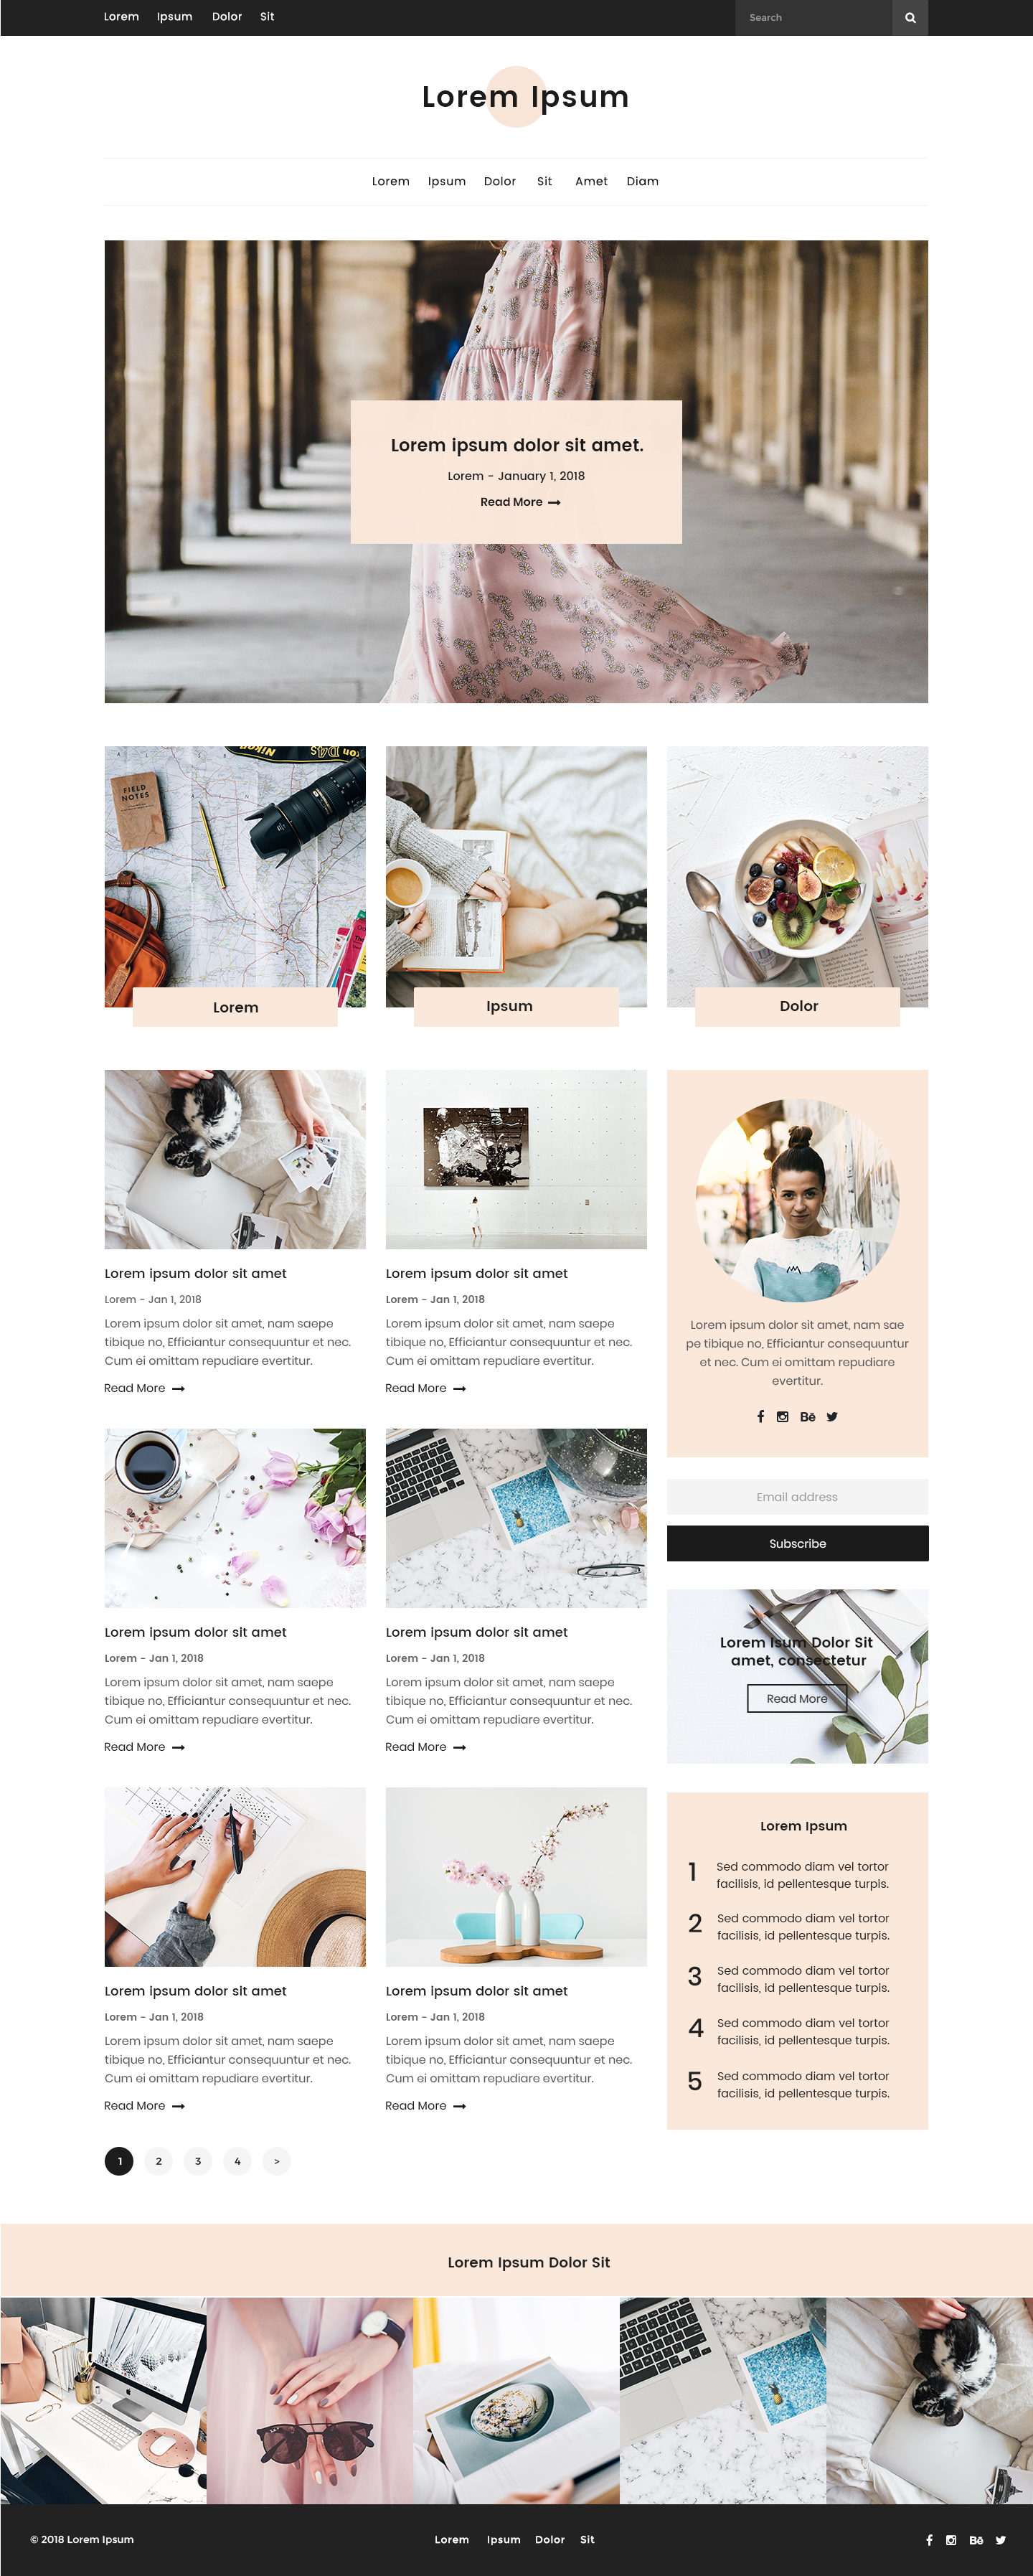 Lorem Ipsum Dolor Sit
Search
Lorem Ipsum
Lorem Ipsum Dolor Sit Amet Diam
Lorem ipsum dolor sit amet.
Lorem - January 1, 2018
Read More
Nikon D4S
FIELD
NOTES
Lorem
Ipsum
Dolor
Lorem ipsum dolor sit amet
Lorem - Jan 1, 2018
Lorem ipsum dolor sit amet, nam saepe
tibique no, Efficiantur consequuntur et nec.
Cum ei omittam repudiare evertitur.
Read More
Lorem ipsum dolor sit amet
Lorem - Jan 1, 2018
Lorem ipsum dolor sit amet, nam saepe
tibique no, Efficiantur consequuntur et nec.
Cum ei omittam repudiare evertitur.
Read More
Lorem ipsum dolor sit amet
Lorem - Jan 1, 2018
Lorem ipsum dolor sit amet, nam saepe
tibique no, Efficiantur consequuntur et nec.
Cum ei omittam repudiare evertitur.
Read More
Lorem ipsum dolor sit amet
Lorem - Jan 1, 2018
Lorem ipsum dolor sit amet, nam saepe
tibique no, Efficiantur consequuntur et nec.
Cum ei omittam repudiare evertitur.
Read More
Lorem ipsum dolor sit amet
Lorem - Jan 1, 2018
Lorem ipsum dolor sit amet, nam saepe
tibique no, Efficiantur consequuntur et nec.
Cum ei omittam repudiare evertitur.
Read More
Lorem ipsum dolor sit amet
Lorem - Jan 1, 2018
Lorem ipsum dolor sit amet, nam saepe
tibique no, Efficiantur consequuntur et nec.
Cum ei omittam repudiare evertitur.
Read More
1 2 3 4 >
Lorem ipsum dolor sit amet, nam sae
pe tibique no, Efficiantur consequuntur
et nec. Cum ei omittam repudiare
evertitur.
Bē
Email address
Subscribe
Lorem Isum Dolor Sit
amet, consectetur
Read More
Lorem Ipsum
1 Sed commodo diam vel tortor
facilisis, id pellentesque turpis.
2 Sed commodo diam vel tortor
facilisis, id pellentesque turpis.
3 Sed commodo diam vel tortor
facilisis, id pellentesque turpis.
4 Sed commodo diam vel tortor
facilisis, id pellentesque turpis.
5 Sed commodo diam vel tortor
facilisis, id pellentesque turpis.
Lorem Ipsum Dolor Sit
© 2018 Lorem Ipsum
Lorem Ipsum Dolor Sit
Bē